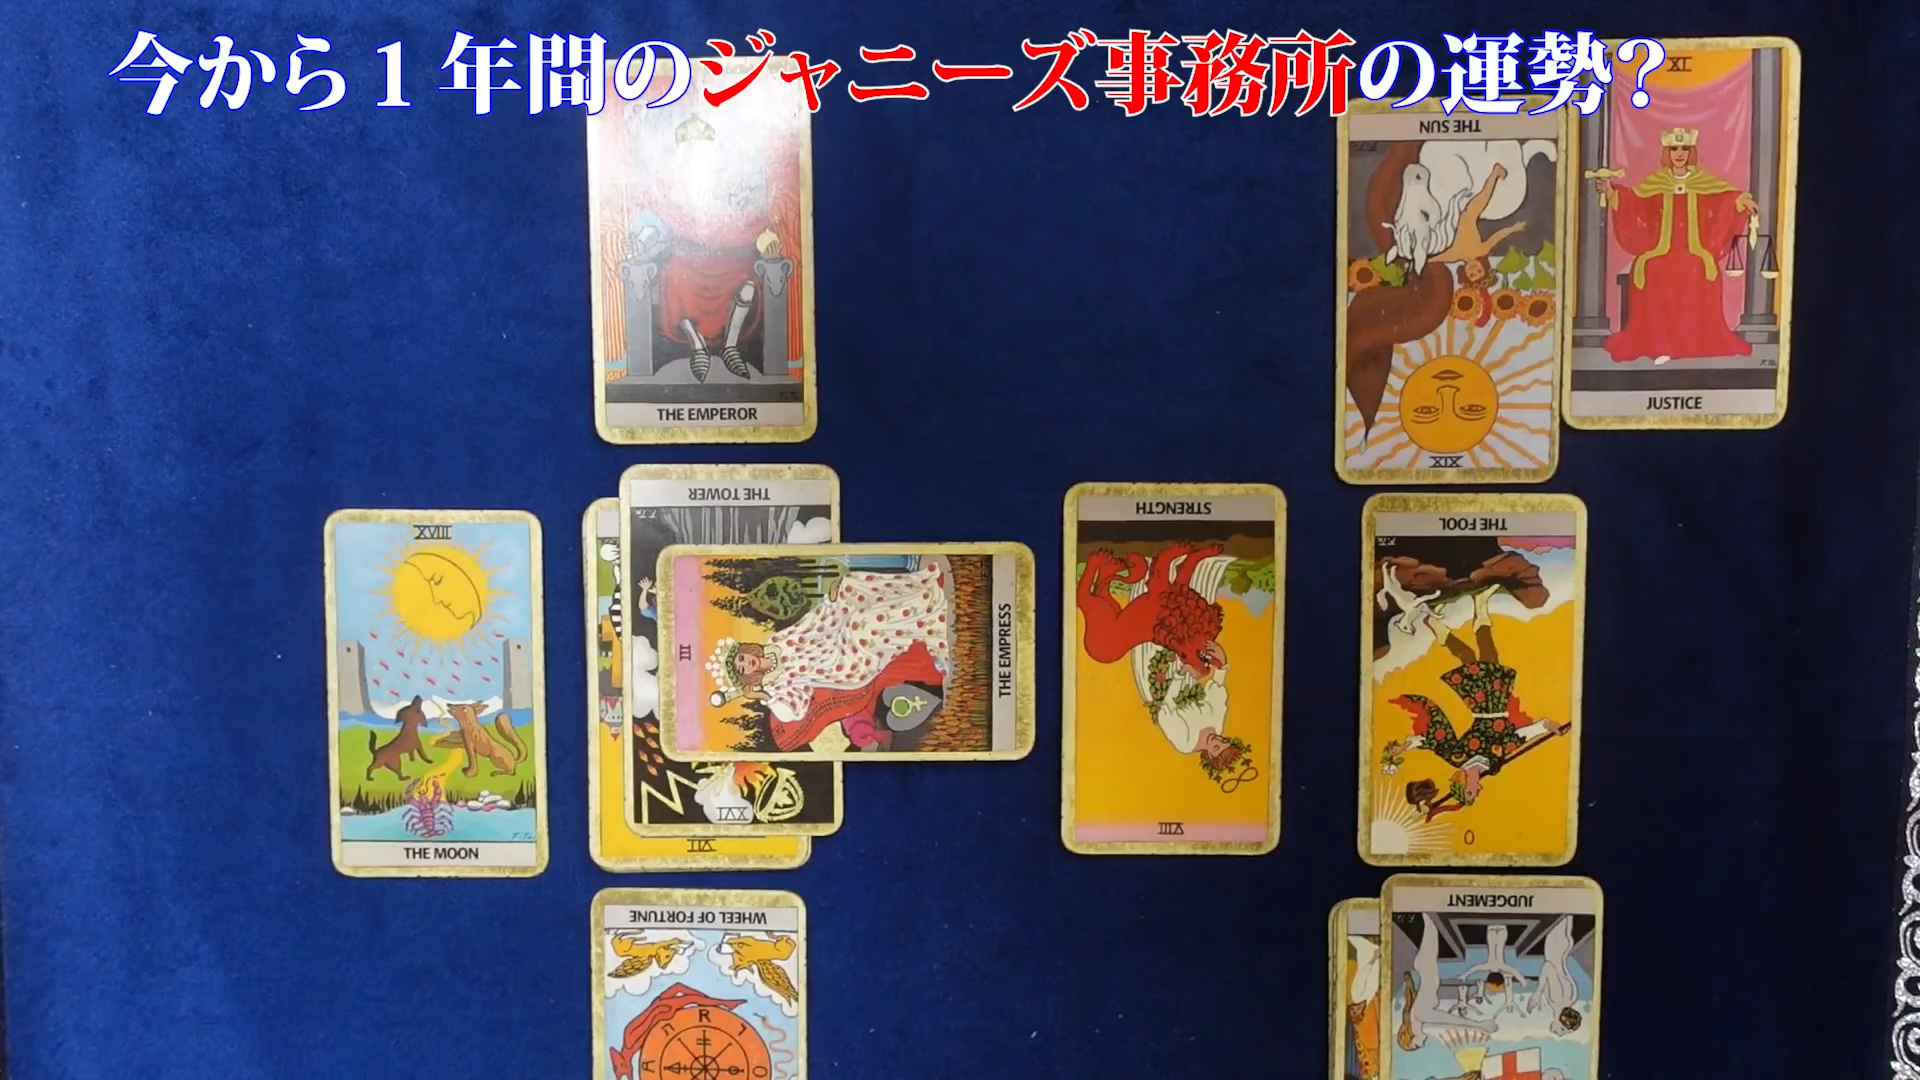 今から１年間のジャニーズ事務所の運勢？
XI
THE SUN
XIX
JUSTICE
THE EMPEROR
THE TOWER
XVI
III
THE EMPRESS
VII
STRENGTH
VIII
THE FOOL
0
XVIII
THE MOON
WHEEL OF FORTUNE
R
JUDGEMENT